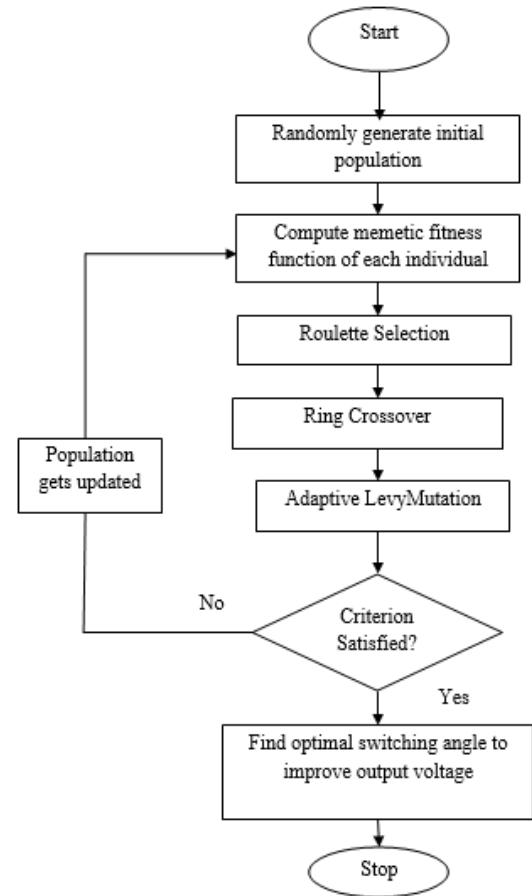 Start
Randomly generate initial
population
Compute memetic fitness
function of each individual
Roulette Selection
Ring Crossover
Population
gets updated
Adaptive LevyMutation
No
Criterion
Satisfied?
Yes
Find optimal switching angle to
improve output voltage
Stop